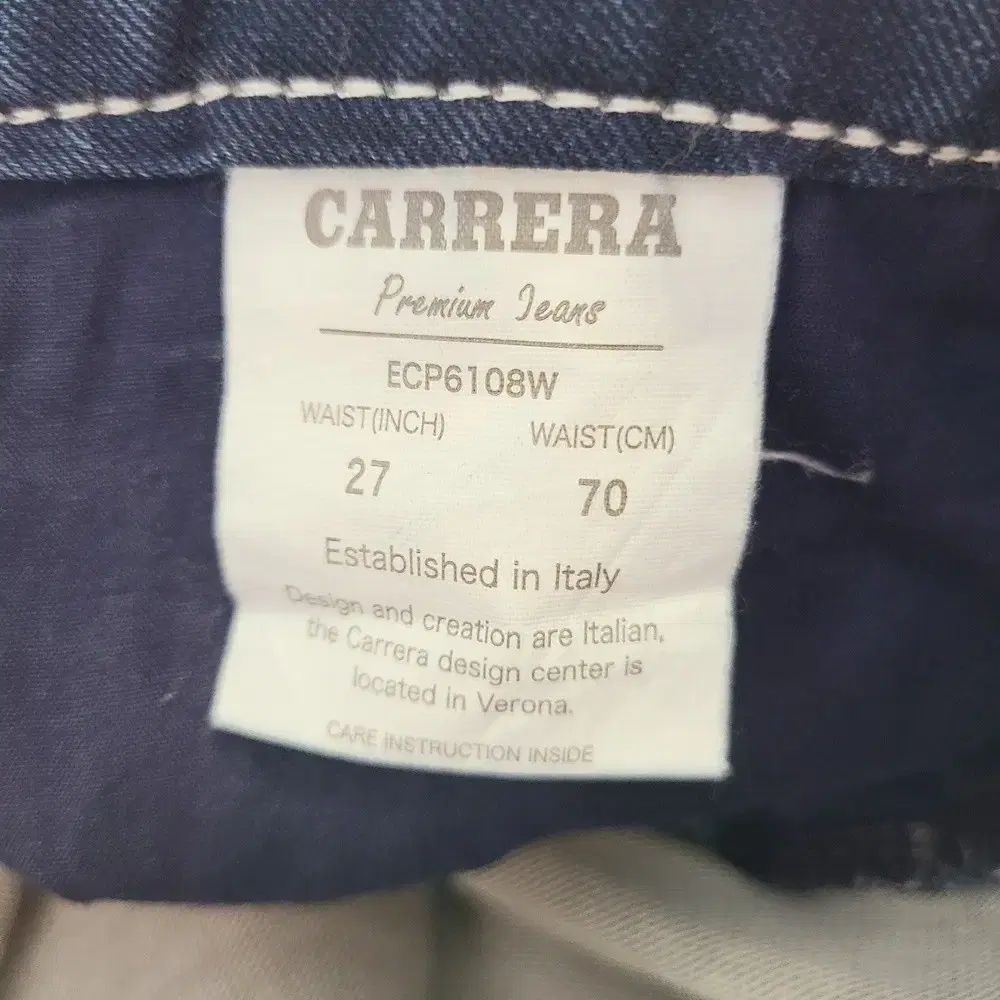 CARRERA
Premium Jeans
ECP6108W
WAIST(INCH) WAIST(CM)
27 70
Established in Italy
Design and creation are Italian,
the Carrera design center is
located in Verona.
CARE INSTRUCTION INSIDE